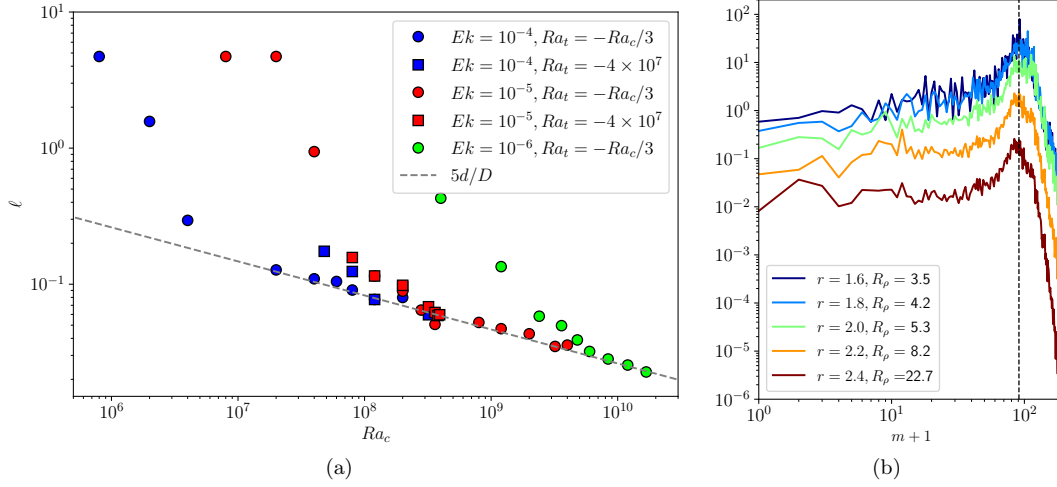 10^1
10^0
10^{-1}
ℓ
10^6
10^7
10^8
10^9
10^{10}
Ra_c
Ek = 10^{-4}, Ra_t = −Ra_c/3
Ek = 10^{-4}, Ra_t = −4 × 10^7
Ek = 10^{-5}, Ra_t = −Ra_c/3
Ek = 10^{-5}, Ra_t = −4 × 10^7
Ek = 10^{-6}, Ra_t = −Ra_c/3
5d/D
(a)
10^2
10^1
10^0
10^{-1}
10^{-2}
10^{-3}
10^{-4}
10^{-5}
10^{-6}
r = 1.6, R_ρ = 3.5
r = 1.8, R_ρ = 4.2
r = 2.0, R_ρ = 5.3
r = 2.2, R_ρ = 8.2
r = 2.4, R_ρ = 22.7
10^0
10^1
10^2
m + 1
(b)